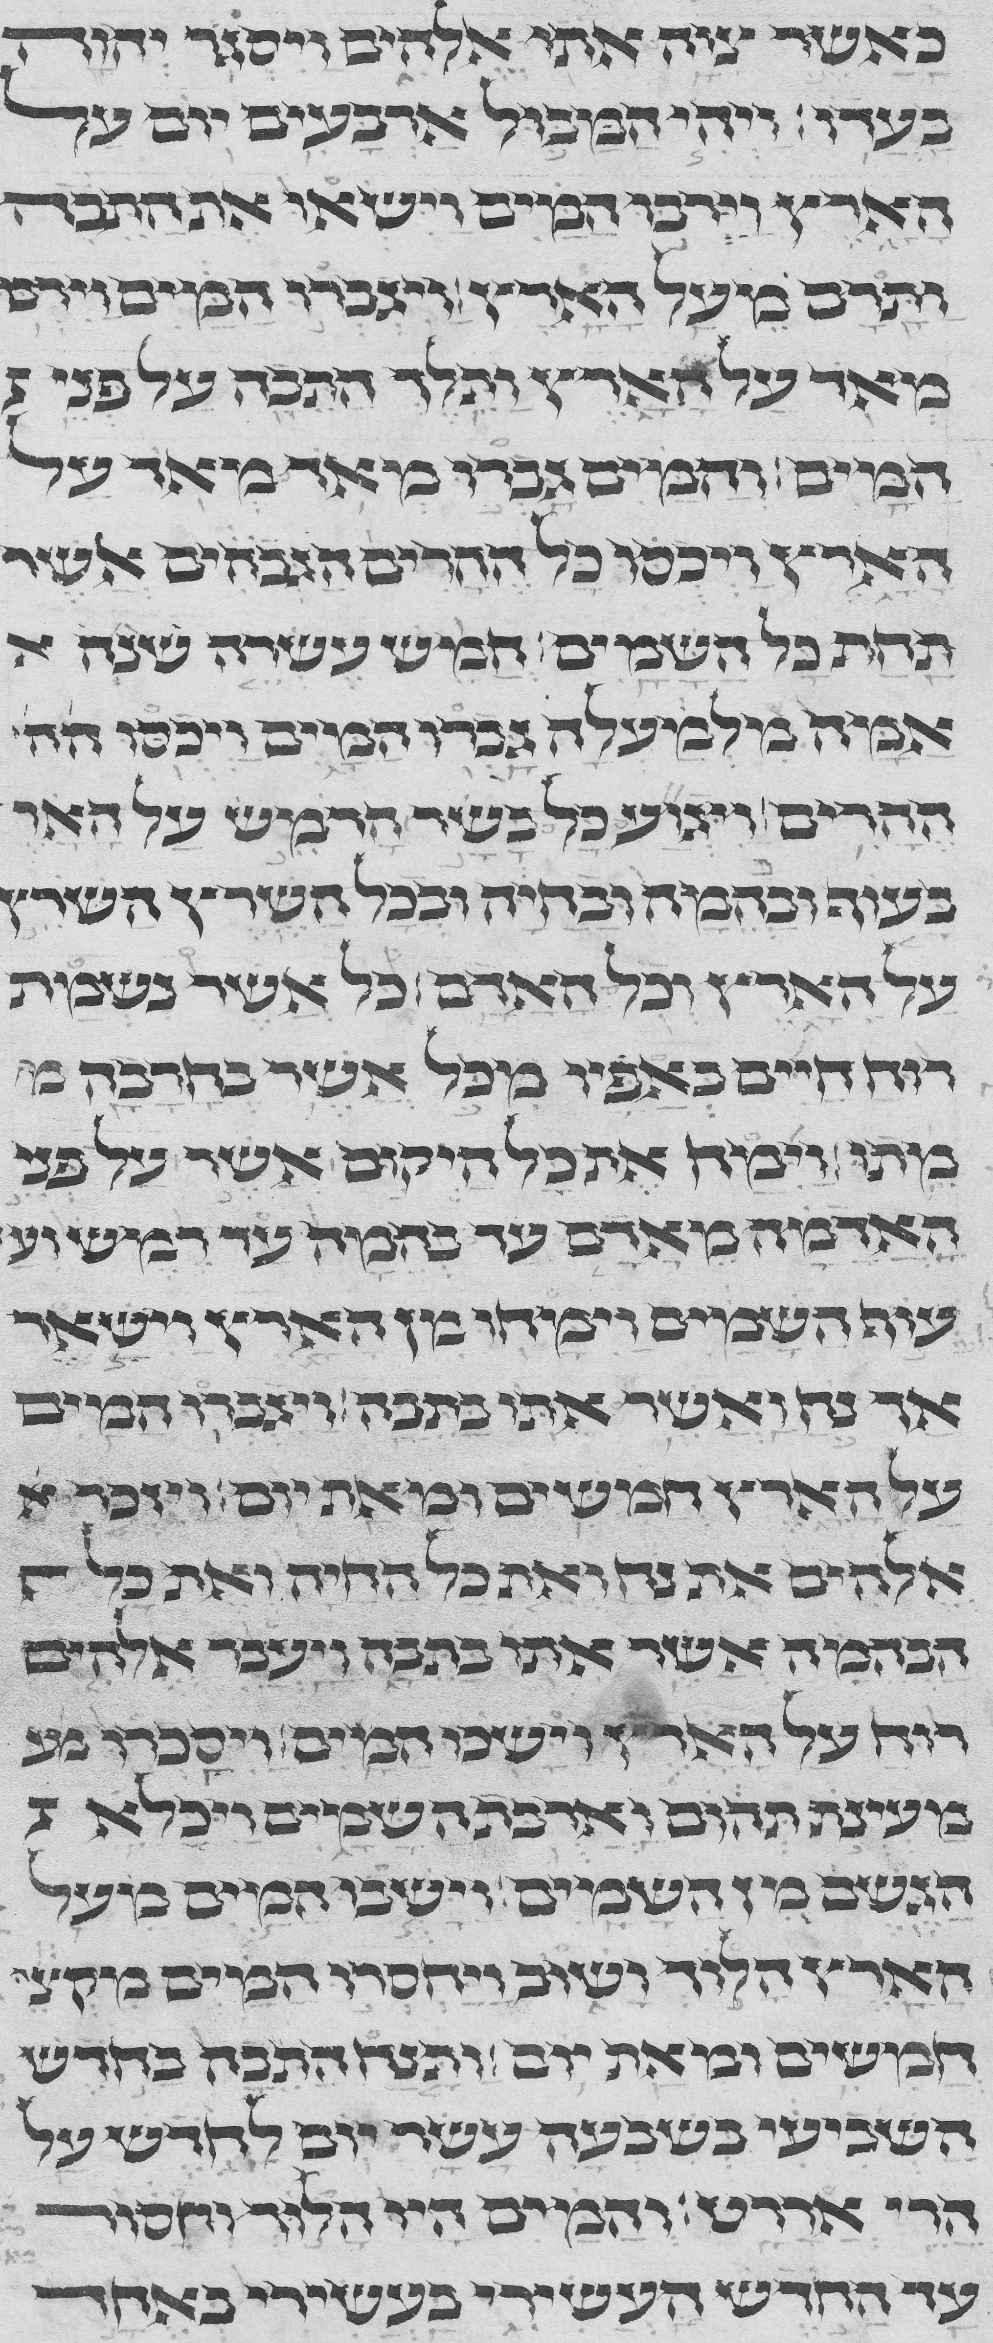 כאשר צוה אתו אלהים ויסגר יהוה
בעדו : ויהי המבול ארבעים יום על
הארץ וירבו המים וישאו את התבה
ותרם מעל הארץ : ויגברו המים וירבו
מאד על הארץ ותלך התבה על פני
המים : והמים גברו מאד מאד על
הארץ ויכסו כל ההרים הגבהים אשר
תחת כל השמים : חמש עשרה שנה א
אמה מלמעלה גברו המים ויכסו הה
ההרים : ויגוע כל בשר הרמש על האר
בעוף ובבהמה ובחיה ובכל השרץ השרץ
על הארץ וכל האדם : כל אשר נשמת
רוח חיים באפיו מכל אשר בחרבה מ
מתו : וימח את כל היקום אשר על פנ
האדמה מאדם עד בהמה עד רמש ועד
עוף השמים וימחו מן הארץ וישאר
אך נח ואשר אתו בתבה : ויגברו המים
על הארץ חמשים ומאת יום : ויזכר א
אלהים את נח ואת כל החיה ואת כל ה
הבהמה אשר אתו בתבה ויעבר אלהים
רוח על הארץ וישכו המים : ויסכרו מע
מעינת תהום וארבת השמים ויכלא
הגשם מן השמים : וישבו המים מעל
הארץ הלוך ושוב ויחסרו המים מקצה
חמשים ומאת יום : ותנח התבה בחדש
השביעי בשבעה עשר יום לחדש על
הרי אררט : והמים היו הלוך וחסור
עד החדש העשירי בעשירי באחד